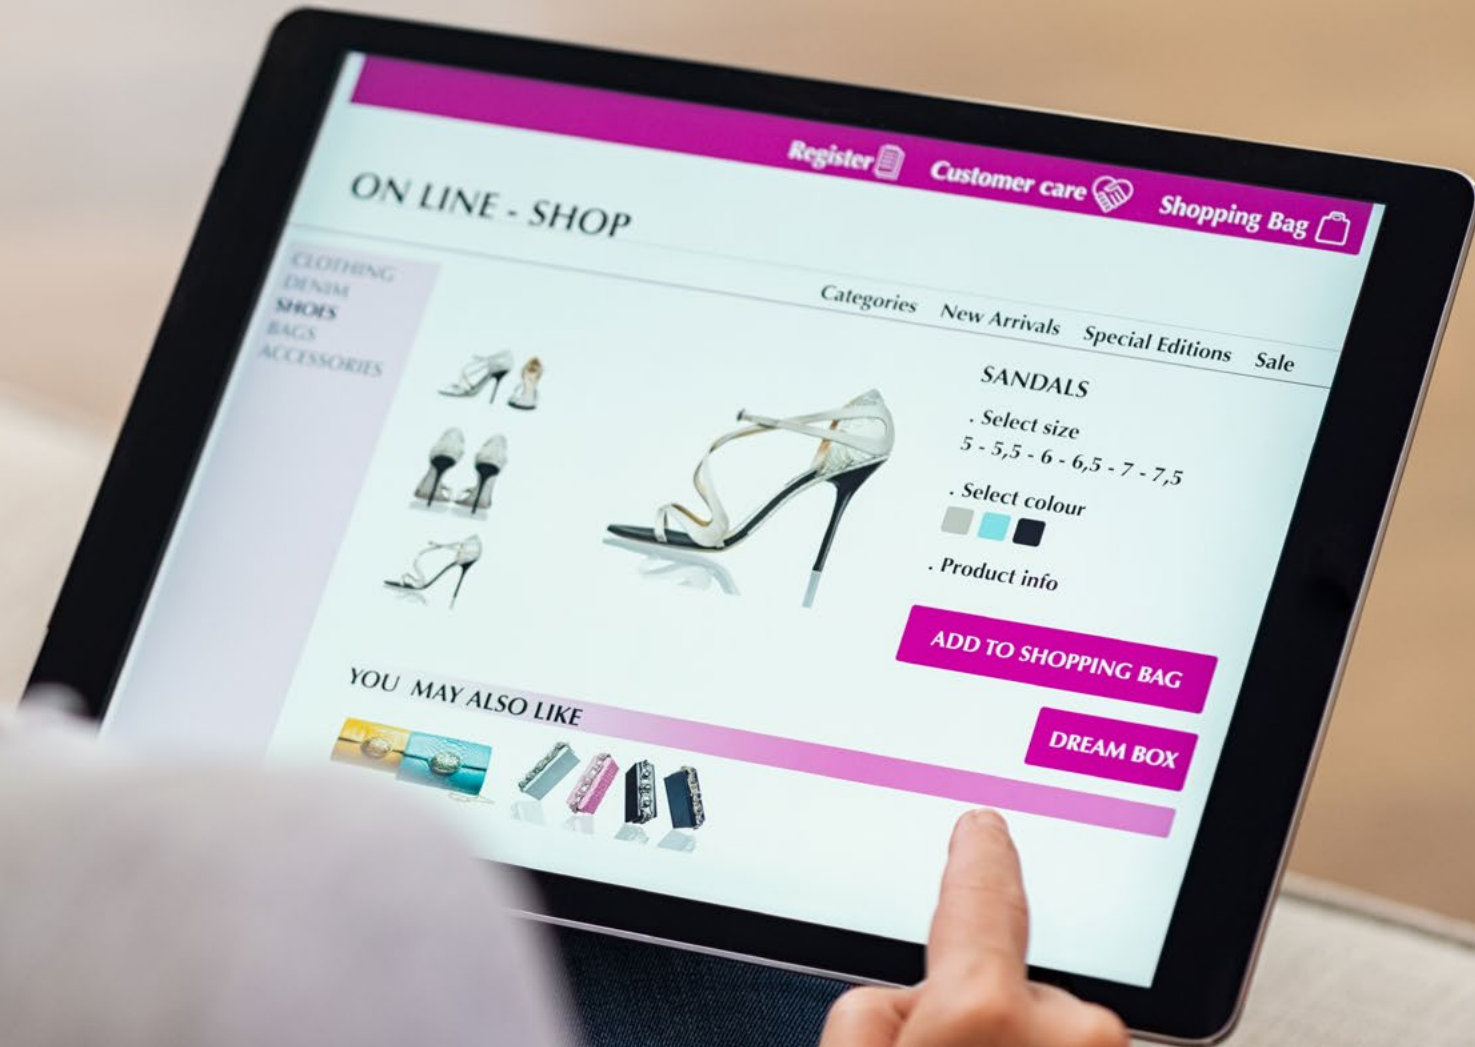 Register
Customer care
Shopping Bag
ON LINE - SHOP
Categories
New Arrivals
Special Editions
Sale
CLOTHING
DENIM
SHOES
BAGS
ACCESSORIES
SANDALS
. Select size
5 - 5,5 - 6 - 6,5 - 7 - 7,5
. Select colour
. Product info
ADD TO SHOPPING BAG
DREAM BOX
YOU MAY ALSO LIKE